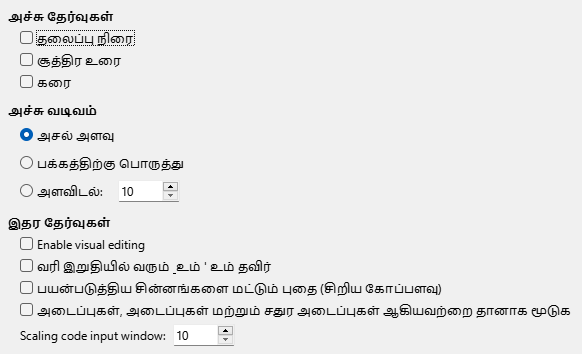 அச்சு தேர்வுகள்
தலைப்பு நிரை
சூத்திர உரை
கரை
அச்சு வடிவம்
அசல் அளவு
பக்கத்திற்கு பொருத்து
அளவிடல்: 10
இதர தேர்வுகள்
Enable visual editing
வரி இறுதியில் வரும் _உம் ' உம் தவிர்
பயன்படுத்திய சின்னங்களை மட்டும் புதை (சிறிய கோப்பளவு)
அடைப்புகள், அடைப்புகள் மற்றும் சதுர அடைப்புகள் ஆகியவற்றை தானாக மூடுக
Scaling code input window: 10